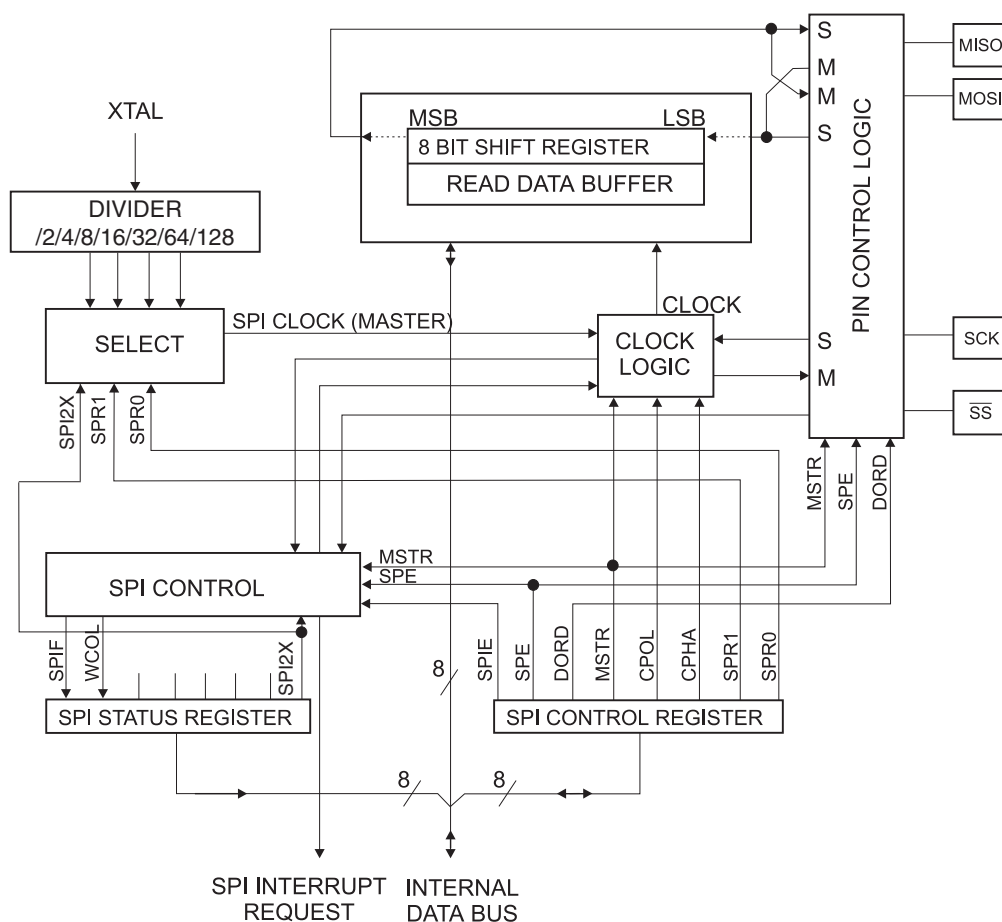 S
MISO
M
M
MOSI
MSB
LSB
S
XTAL
8 BIT SHIFT REGISTER
READ DATA BUFFER
PIN CONTROL LOGIC
DIVIDER
/2/4/8/16/32/64/128
CLOCK
SPI CLOCK (MASTER)
SELECT
CLOCK
LOGIC
S
SCK
M
SPI2X
SPR1
SPR0
SS
MSTR
SPE
DORD
MSTR
SPE
SPI CONTROL
SPIF
WCOL
SPI2X
8
SPIE
SPE
DORD
MSTR
CPOL
CPHA
SPR1
SPR0
SPI STATUS REGISTER
SPI CONTROL REGISTER
8
8
SPI INTERRUPT
REQUEST
INTERNAL
DATA BUS